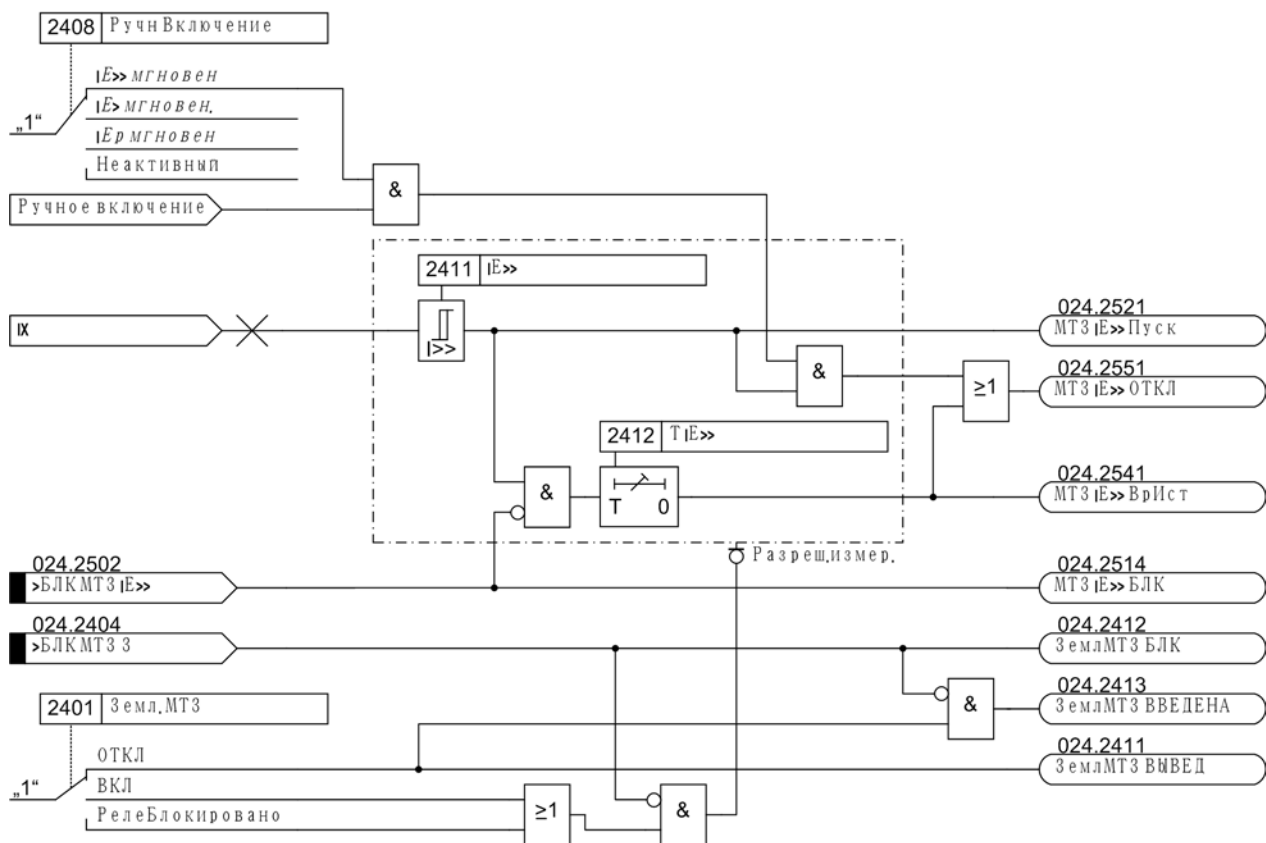 2408 РучнВключение
IE>> мгновен
IE> мгновен.
„1“
IEp мгновен
Неактивный
Ручное включение
&
2411 IE>>
IX
I>>
024.2521
МТЗ IE>> Пуск
&
≥1
024.2551
МТЗ IE>> ОТКЛ
2412 T IE>>
&
T 0
024.2541
МТЗ IE>> ВрИст
Разреш.измер.
024.2502
>БЛК МТЗ IE>>
024.2514
МТЗ IE>> БЛК
024.2404
>БЛК МТЗ З
024.2412
ЗемлМТЗ БЛК
2401 Земл.МТЗ
&
024.2413
ЗемлМТЗ ВВЕДЕНА
ОТКЛ
024.2411
ЗемлМТЗ ВЫВЕД
„1“
ВКЛ
РелеБлокировано
≥1
&